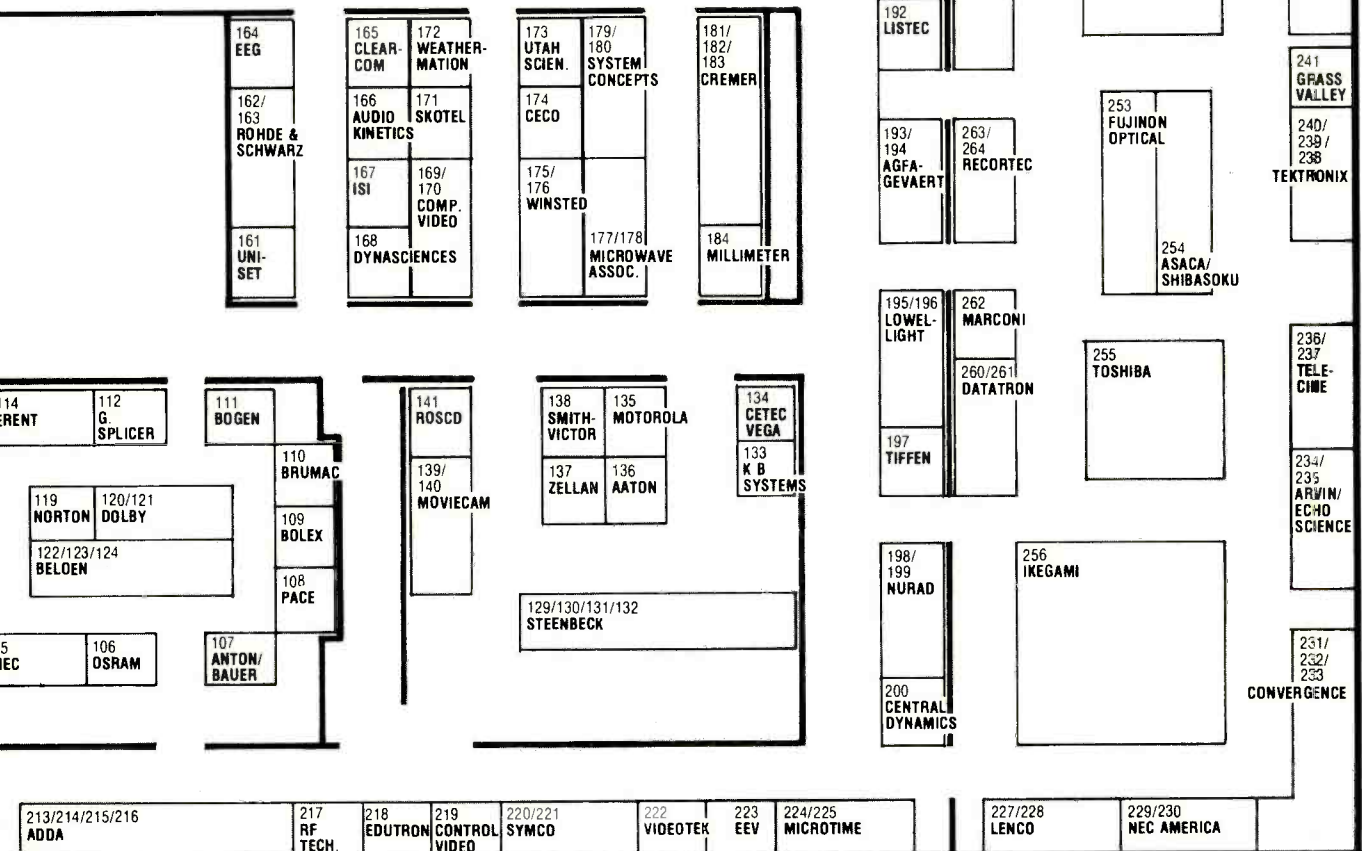 164
EEG
162/
163
ROHDE &
SCHWARZ
161
UNI-
SET
165
CLEAR-
COM
172
WEATHER-
MATION
166
AUDIO
KINETICS
171
SKOTEL
167
ISI
169/
170
COMP.
VIDEO
168
DYNASCIENCES
173
UTAH
SCIEN.
179/
180
SYSTEM
CONCEPTS
174
CECO
175/
176
WINSTED
177/178
MICROWAVE
ASSOC.
181/
182/
183
CREMER
184
MILLIMETER
192
LISTEC
193/
194
AGFA-
GEVAERT
263/
264
RECORTEC
195/196
LOWEL-
LIGHT
262
MARCONI
260/261
DATATRON
197
TIFFEN
198/
199
NURAD
200
CENTRAL
DYNAMICS
253
FUJINON
OPTICAL
254
ASACA/
SHIBASOKU
255
TOSHIBA
256
IKEGAMI
241
GRASS
VALLEY
240/
239/
238
TEKTRONIX
236/
237
TELE-
CINE
234/
235
ARVIN/
ECHO
SCIENCE
231/
232/
233
CONVERGENCE
114
ERENT
112
G.
SPLICER
111
BOGEN
110
BRUMAC
109
BOLEX
108
PACE
107
ANTON/
BAUER
119
NORTON
120/121
DOLBY
122/123/124
BELOEN
5
NEC
106
OSRAM
141
ROSCD
139/
140
MOVIECAM
138
SMITH-
VICTOR
135
MOTOROLA
137
ZELLAN
136
AATON
134
CETEC
VEGA
133
K B
SYSTEMS
129/130/131/132
STEENBECK
213/214/215/216
ADDA
217
RF
TECH.
218
EDUTRON
219
CONTROL
VIDEO
220/221
SYMCO
222
VIDEOTEK
223
EEV
224/225
MICROTIME
227/228
LENCO
229/230
NEC AMERICA